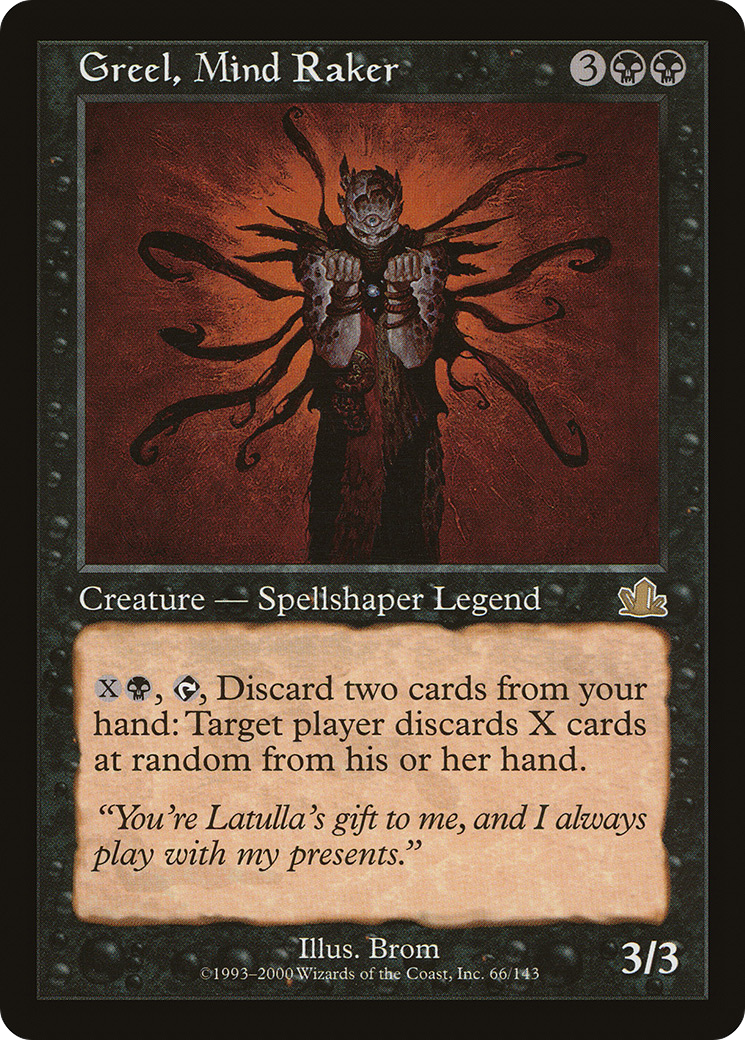 Greel, Mind Raker 3
Creature — Spellshaper Legend
X , , Discard two cards from your
hand: Target player discards X cards
at random from his or her hand.
“You’re Latulla’s gift to me, and I always
play with my presents.”
Illus. Brom
©1993–2000 Wizards of the Coast, Inc. 66/143
3/3